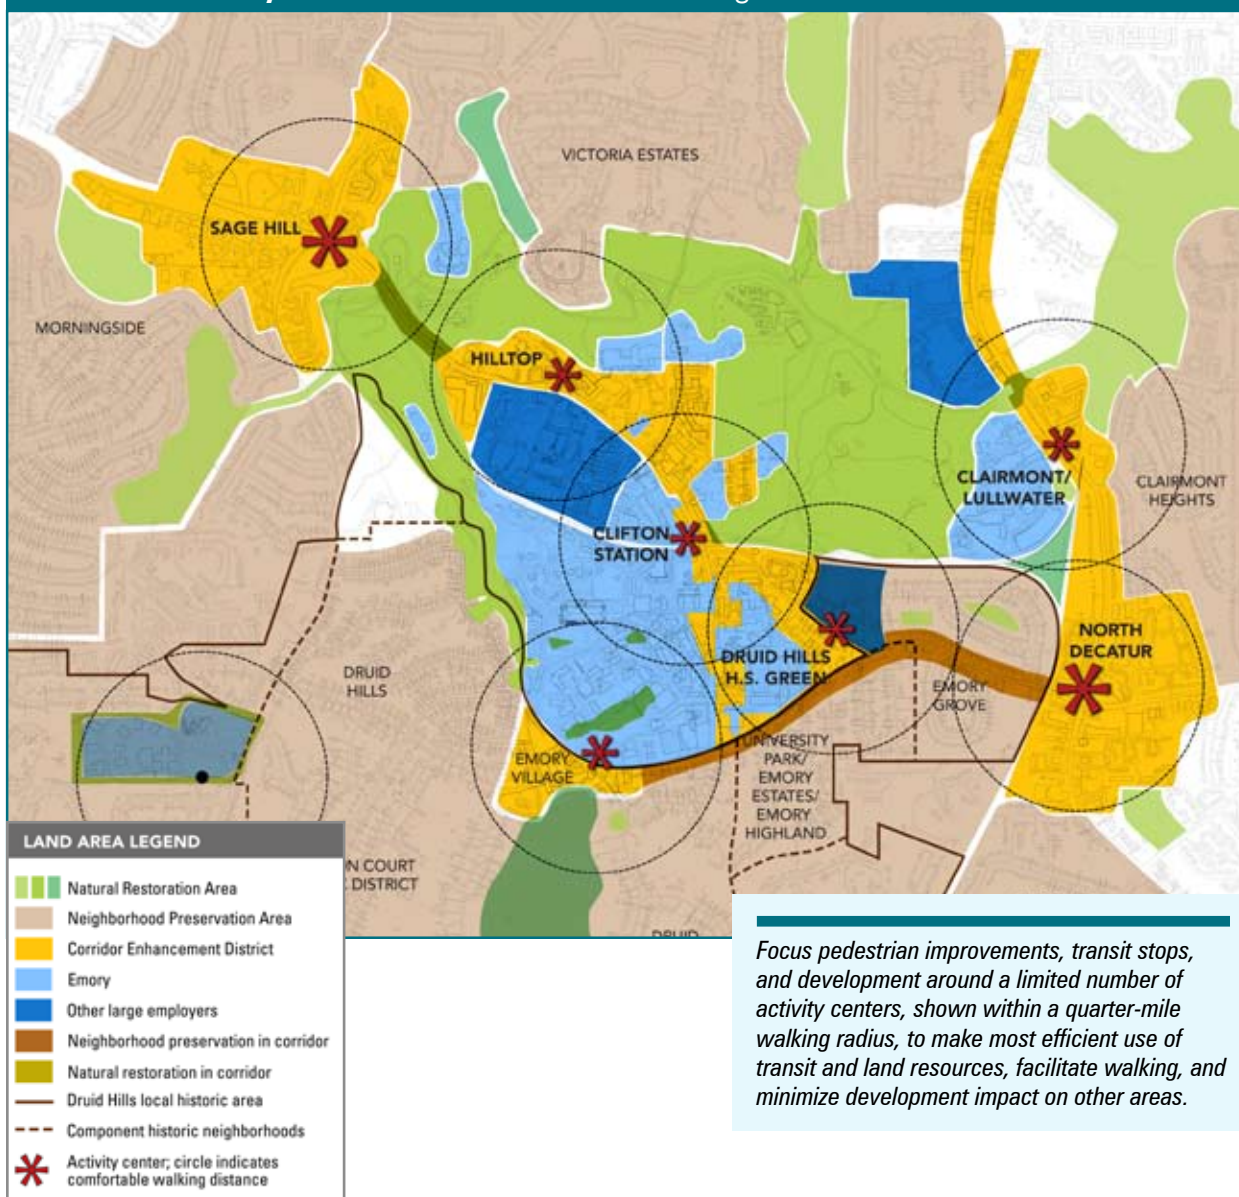 VICTORIA ESTATES
SAGE HILL
MORNINGSIDE
HILLTOP
CLAIRMONT/
LULLWATER
CLAIRMONT
HEIGHTS
CLIFTON
STATION
NORTH
DECATUR
DRUID HILLS
H.S. GREEN
DRUID
HILLS
EMORY
GROVE
EMORY
VILLAGE
UNIVERSITY
PARK/
EMORY
ESTATES/
EMORY
HIGHLAND
N COURT
DISTRICT
DRUID
LAND AREA LEGEND
Natural Restoration Area
Neighborhood Preservation Area
Corridor Enhancement District
Emory
Other large employers
Neighborhood preservation in corridor
Natural restoration in corridor
Druid Hills local historic area
Component historic neighborhoods
Activity center; circle indicates
comfortable walking distance
Focus pedestrian improvements, transit stops,
and development around a limited number of
activity centers, shown within a quarter-mile
walking radius, to make most efficient use of
transit and land resources, facilitate walking, and
minimize development impact on other areas.